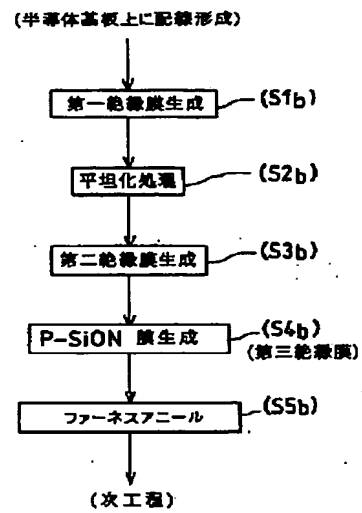 (半導体基板上に配線形成)
第一絶縁膜生成 (S1b)
平坦化処理 (S2b)
第二絶縁膜生成 (S3b)
P-SiON 膜生成 (S4b)
(第三絶縁膜)
ファーネスアニール (S5b)
(次工程)